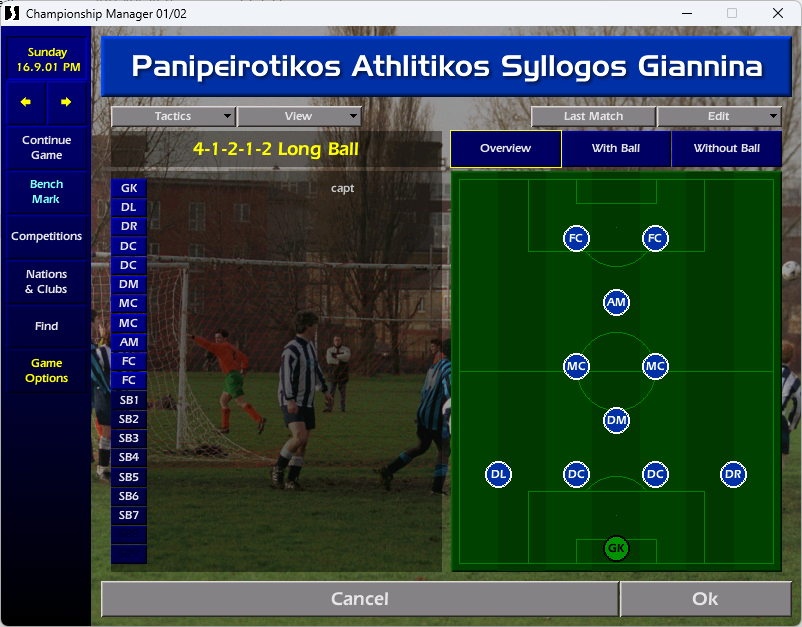 Championship Manager 01/02
Sunday
16.9.01 PM
Continue
Game
Bench
Mark
Competitions
Nations
& Clubs
Find
Game
Options
Panipeirotikos Athlitikos Syllogos Giannina
Tactics
View
Last Match
Edit
4-1-2-1-2 Long Ball
Overview
With Ball
Without Ball
GK
capt
DL
DR
DC
DC
DM
MC
MC
AM
FC
FC
SB1
SB2
SB3
SB4
SB5
SB6
SB7
FC FC
AM
MC MC
DM
DL DC DC DR
GK
Cancel
Ok